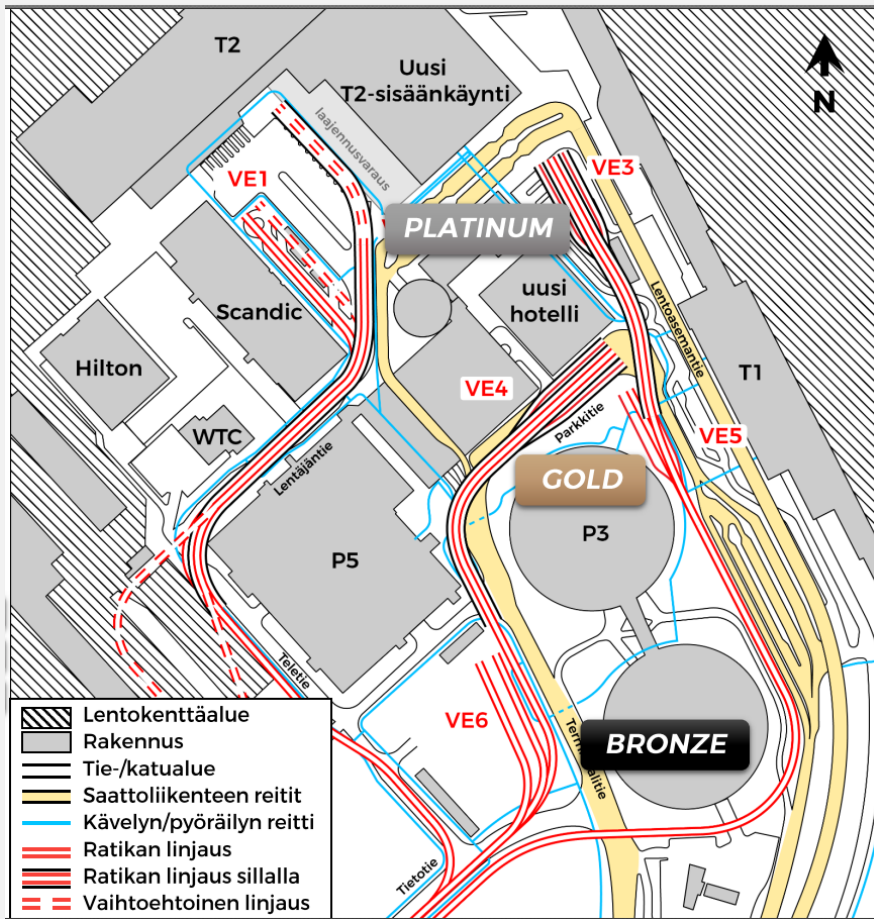 T2
Uusi
T2-sisäänkäynti
N
laajennusvaraus
VE1
VE3
PLATINUM
Scandic
uusi
hotelli
Lentoasemantie
Hilton
VE4
T1
WTC
Parkkitie
VE5
Lentäjäntie
GOLD
P5
P3
Teletie
VE6
BRONZE
Tietotie
Lentokenttäalue
Rakennus
Tie-/katualue
Saattoliikenteen reitit
Kävelyn/pyöräilyn reitti
Ratikan linjaus
Ratikan linjaus sillalla
Vaihtoehtoinen linjaus